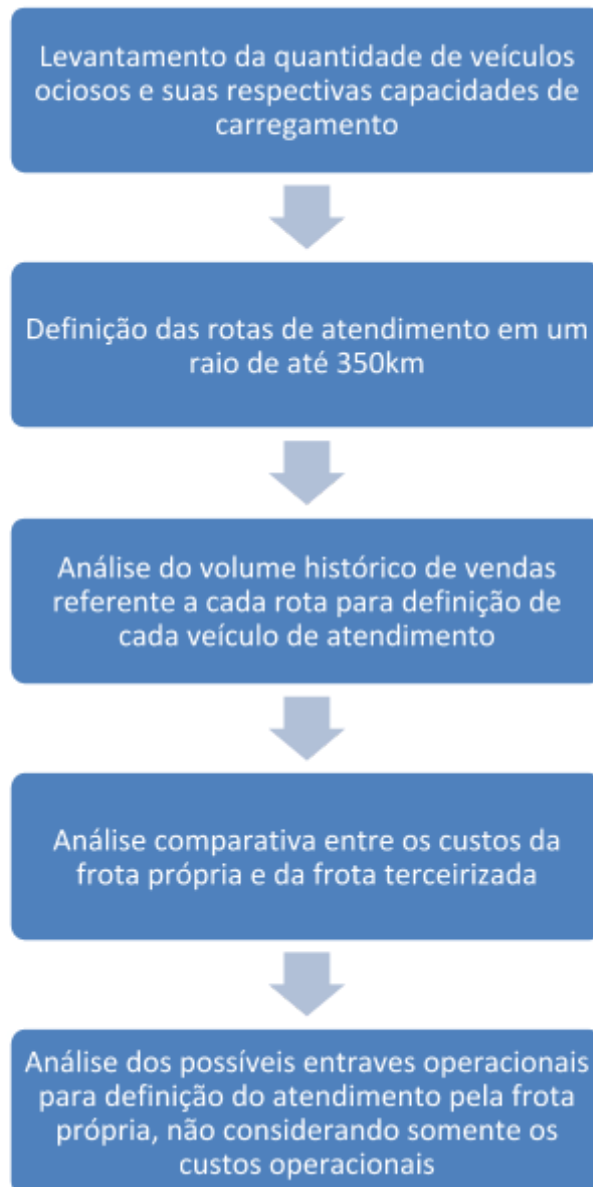 Levantamento da quantidade de veículos
ociosos e suas respectivas capacidades de
carregamento
Definição das rotas de atendimento em um
raio de até 350km
Análise do volume histórico de vendas
referente a cada rota para definição de
cada veículo de atendimento
Análise comparativa entre os custos da
frota própria e da frota terceirizada
Análise dos possíveis entraves operacionais
para definição do atendimento pela frota
própria, não considerando somente os
custos operacionais